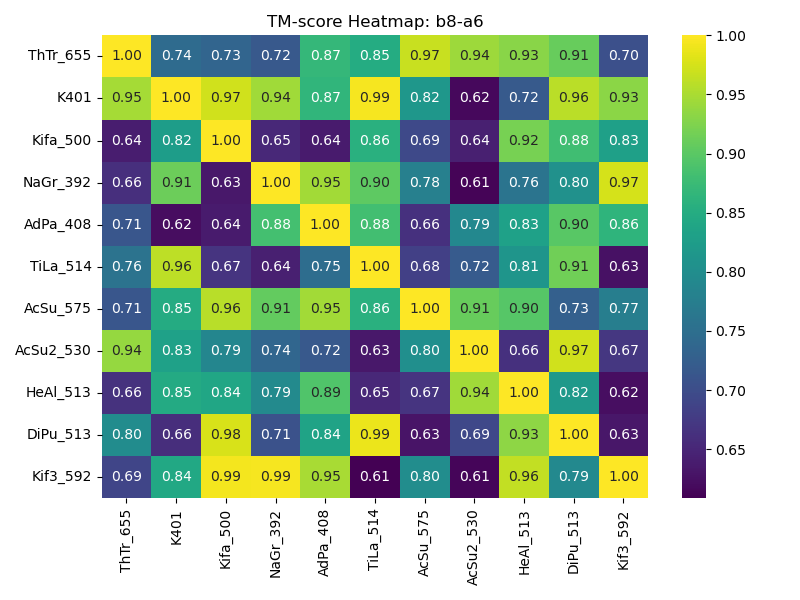 TM-score Heatmap: b8-a6
ThTr_655 1.00 0.74 0.73 0.72 0.87 0.85 0.97 0.94 0.93 0.91 0.70
K401 0.95 1.00 0.97 0.94 0.87 0.99 0.82 0.62 0.72 0.96 0.93
Kifa_500 0.64 0.82 1.00 0.65 0.64 0.86 0.69 0.64 0.92 0.88 0.83
NaGr_392 0.66 0.91 0.63 1.00 0.95 0.90 0.78 0.61 0.76 0.80 0.97
AdPa_408 0.71 0.62 0.64 0.88 1.00 0.88 0.66 0.79 0.83 0.90 0.86
TiLa_514 0.76 0.96 0.67 0.64 0.75 1.00 0.68 0.72 0.81 0.91 0.63
AcSu_575 0.71 0.85 0.96 0.91 0.95 0.86 1.00 0.91 0.90 0.73 0.77
AcSu2_530 0.94 0.83 0.79 0.74 0.72 0.63 0.80 1.00 0.66 0.97 0.67
HeAl_513 0.66 0.85 0.84 0.79 0.89 0.65 0.67 0.94 1.00 0.82 0.62
DiPu_513 0.80 0.66 0.98 0.71 0.84 0.99 0.63 0.69 0.93 1.00 0.63
Kif3_592 0.69 0.84 0.99 0.99 0.95 0.61 0.80 0.61 0.96 0.79 1.00
ThTr_655 K401 Kifa_500 NaGr_392 AdPa_408 TiLa_514 AcSu_575 AcSu2_530 HeAl_513 DiPu_513 Kif3_592
1.00
0.95
0.90
0.85
0.80
0.75
0.70
0.65